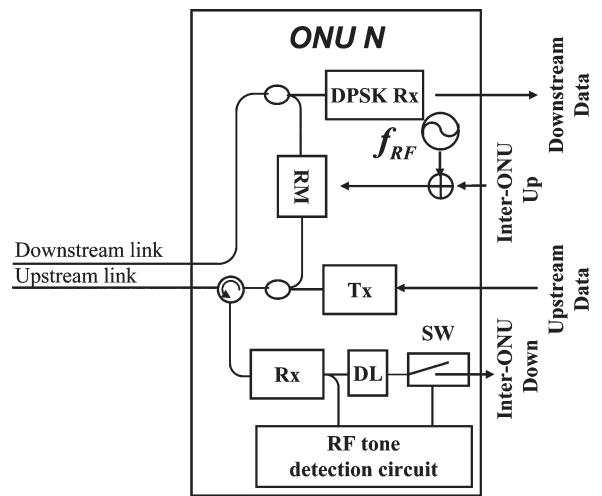 ONU N
DPSK Rx
Downstream
Data
f_RF
RM
Inter-ONU
Up
Downstream link
Upstream link
Tx
Upstream
Data
SW
Rx
DL
Inter-ONU
Down
RF tone
detection circuit